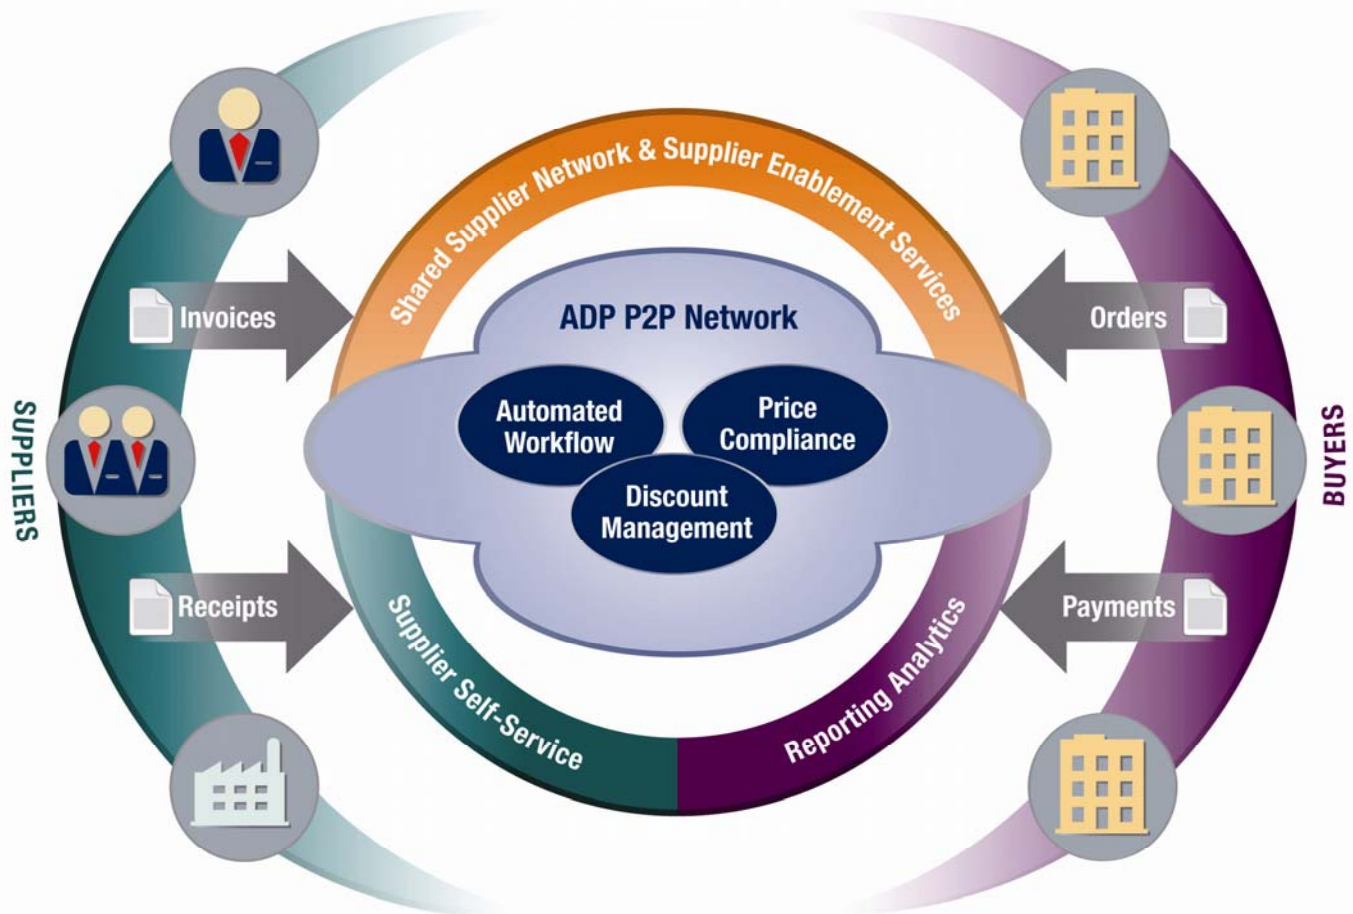 Shared Supplier Network & Supplier Enablement Services
Invoices
ADP P2P Network
Orders
Automated
Workflow
Price
Compliance
SUPPLIERS
BUYERS
Discount
Management
Receipts
Payments
Supplier Self-Service
Reporting Analytics